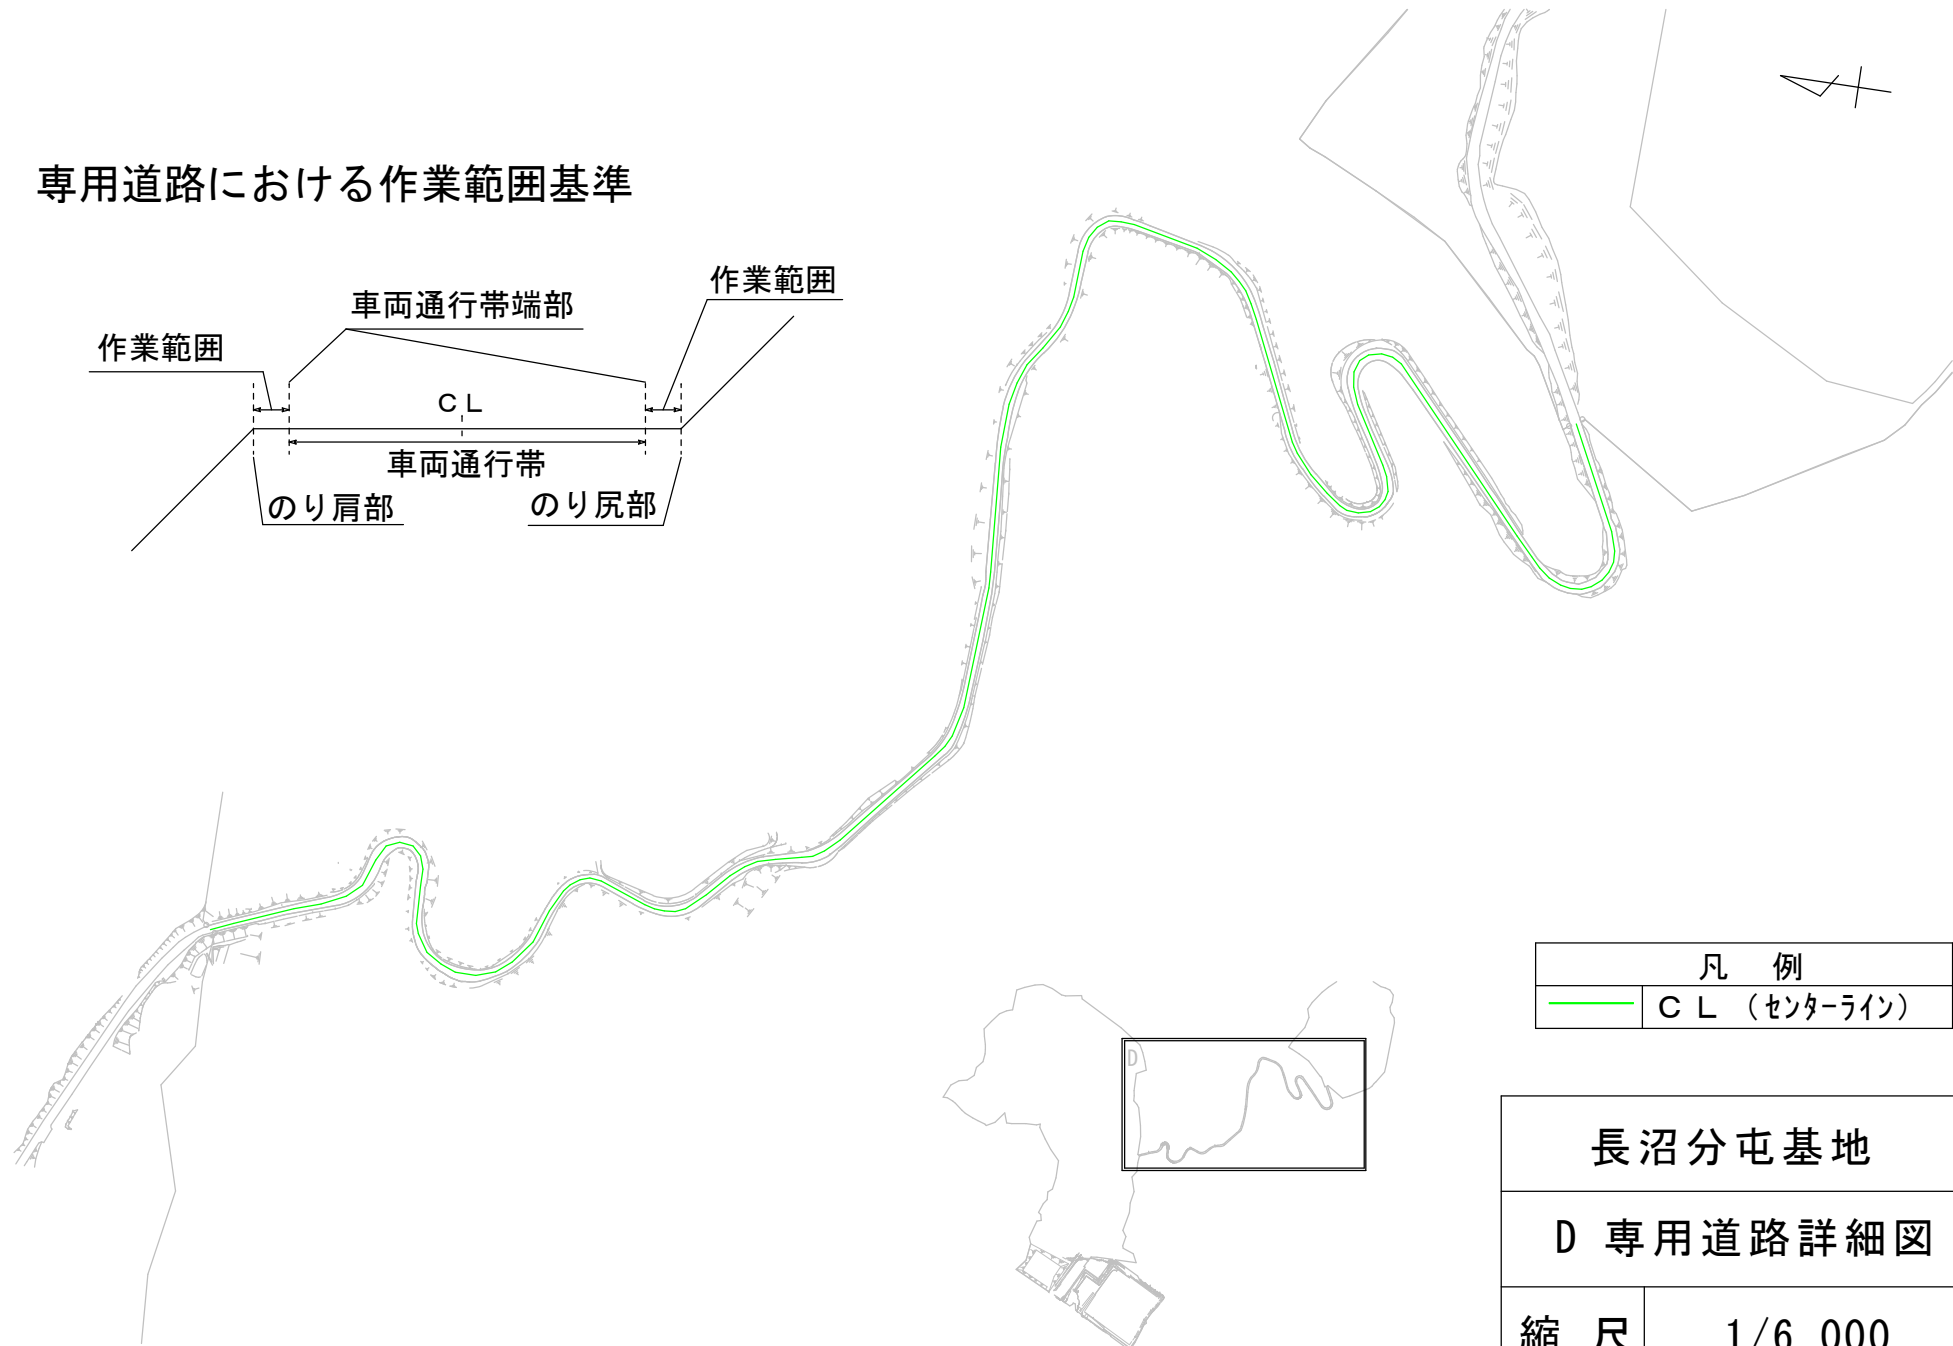 専用道路における作業範囲基準
作業範囲
車両通行帯端部
作業範囲
ＣＬ
車両通行帯
のり肩部
のり尻部
凡　例
ＣＬ（ｾﾝﾀｰﾗｲﾝ）
D
長沼分屯基地
D 専用道路詳細図
縮　尺
1/6,000